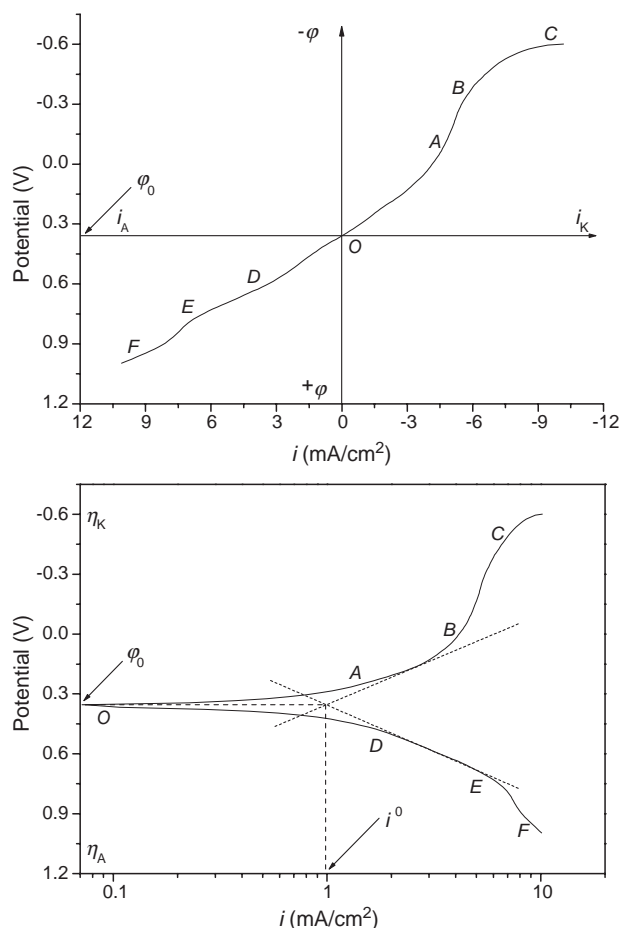 -φ
C
-0.6
B
-0.3
A
0.0
φ0
iA
iK
0.3
O
Potential (V)
D
0.6
E
F
0.9
+φ
1.2
12 9 6 3 0 -3 -6 -9 -12
i (mA/cm2)
ηK
-0.6
C
-0.3
B
0.0
φ0
A
0.3
O
Potential (V)
D
0.6
E
i0
F
0.9
ηA
1.2
0.1 1 10
i (mA/cm2)